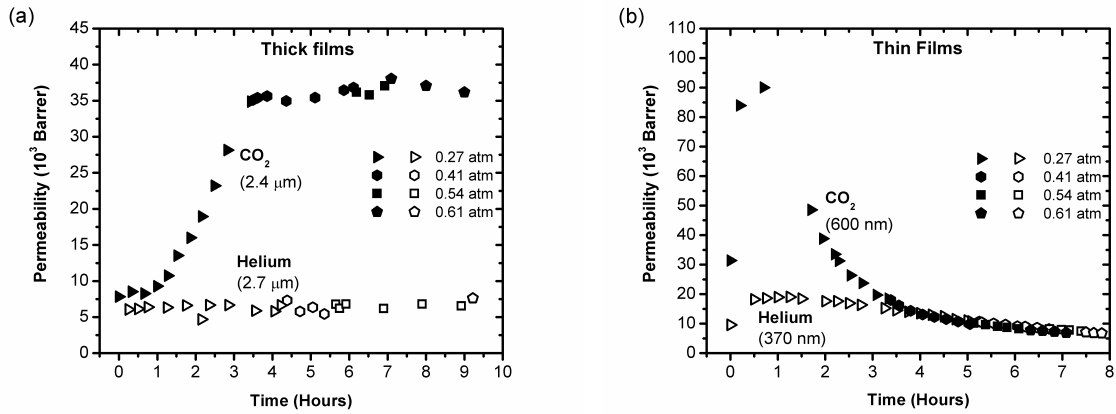 (a)
Thick films
45
40
35
30
25
20
15
10
5
0
Permeability (10³ Barrer)
CO₂
(2.4 μm)
0.27 atm
0.41 atm
0.54 atm
0.61 atm
Helium
(2.7 μm)
0 1 2 3 4 5 6 7 8 9 10
Time (Hours)
(b)
Thin Films
110
100
90
80
70
60
50
40
30
20
10
0
Permeability (10³ Barrer)
0.27 atm
0.41 atm
0.54 atm
0.61 atm
CO₂
(600 nm)
Helium
(370 nm)
0 1 2 3 4 5 6 7 8
Time (Hours)